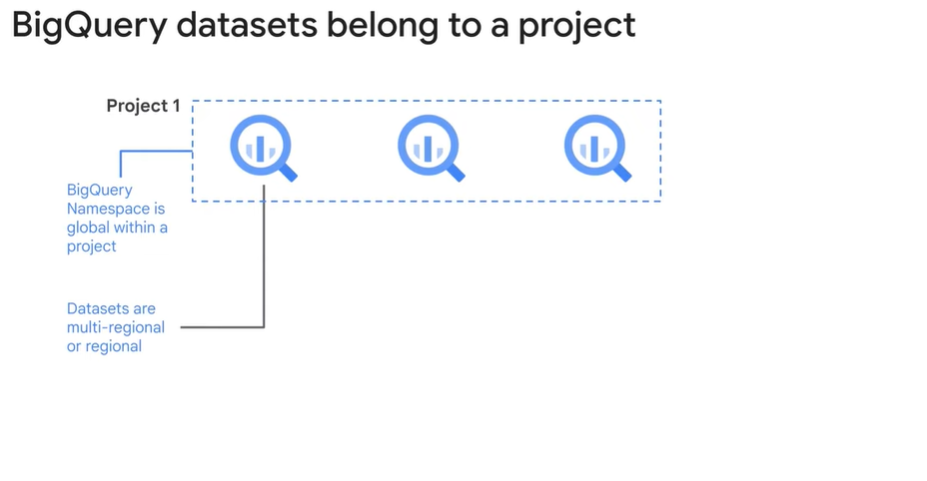 BigQuery datasets belong to a project
Project 1
BigQuery
Namespace is
global within a
project
Datasets are
multi-regional
or regional